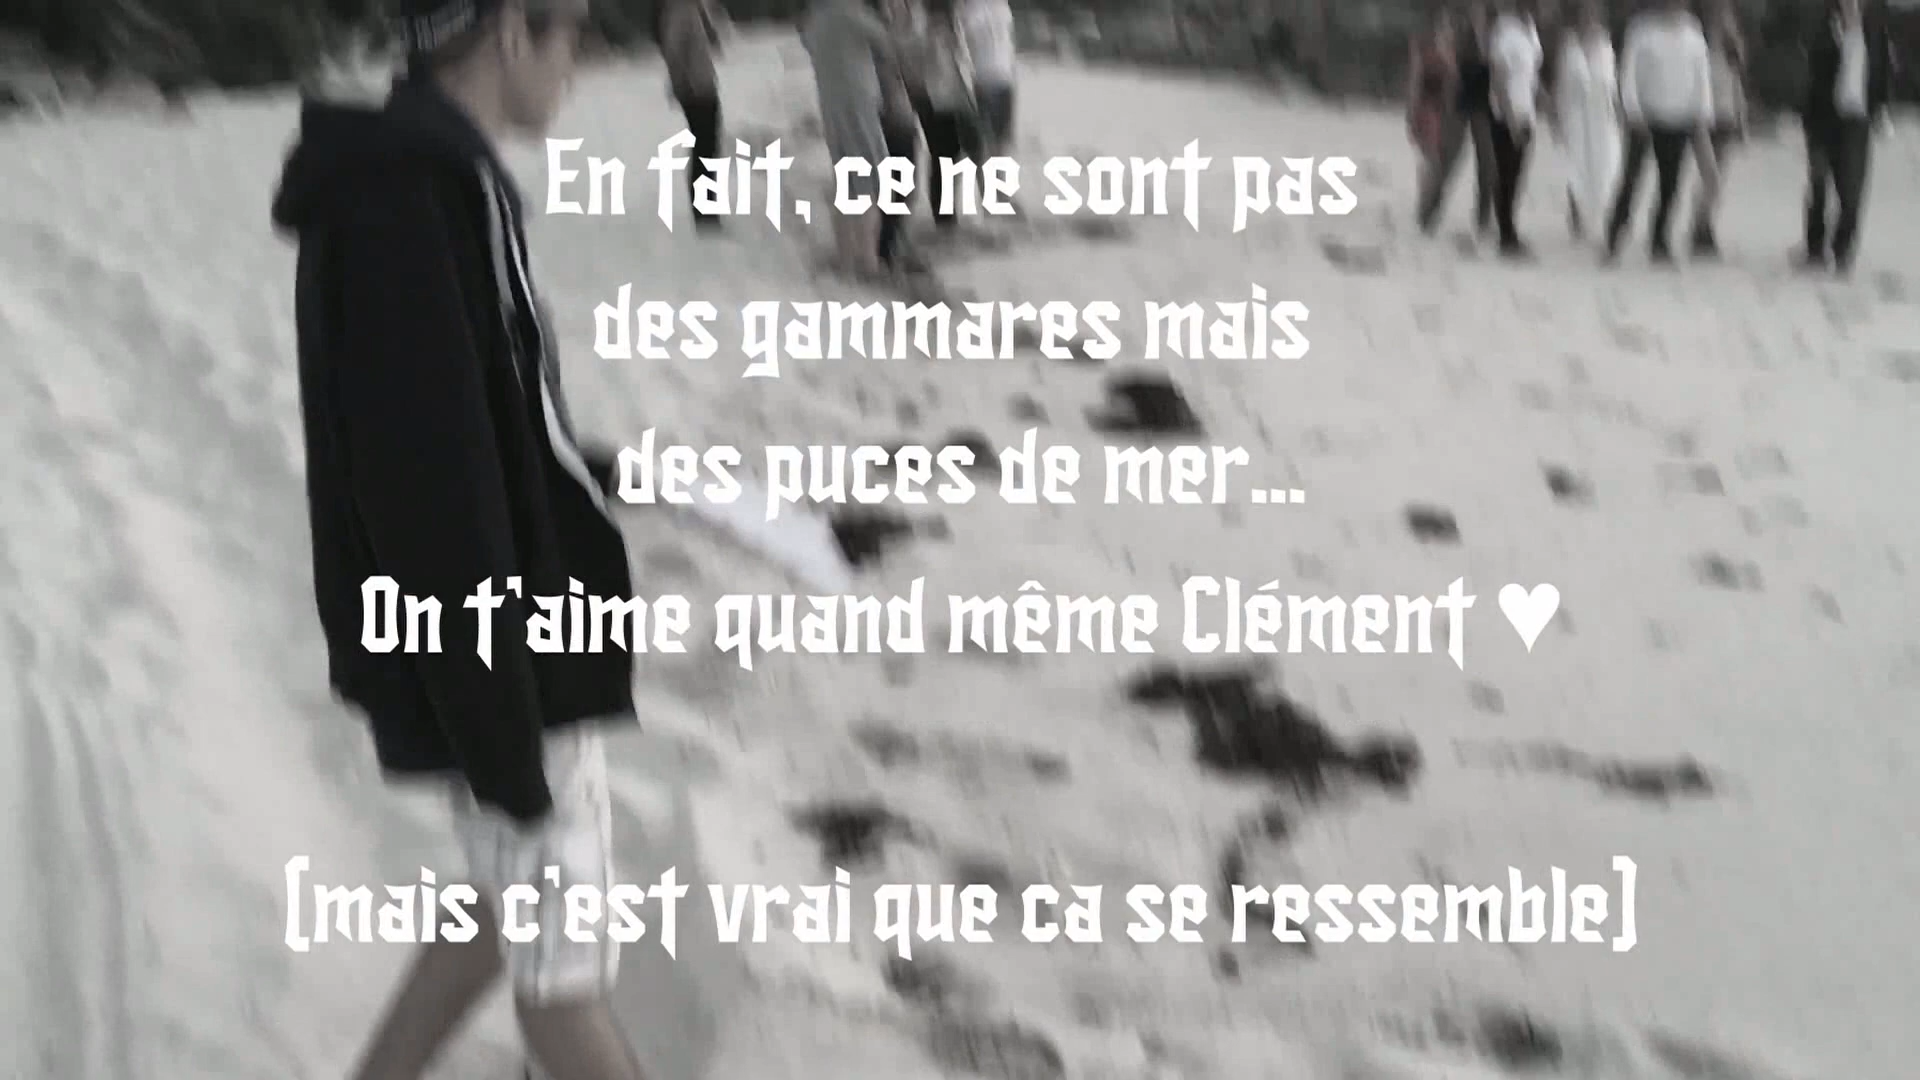 En fait, ce ne sont pas
des gammares mais
des puces de mer...
On t'aime quand même Clément ♥
(mais c'est vrai que ca se ressemble)